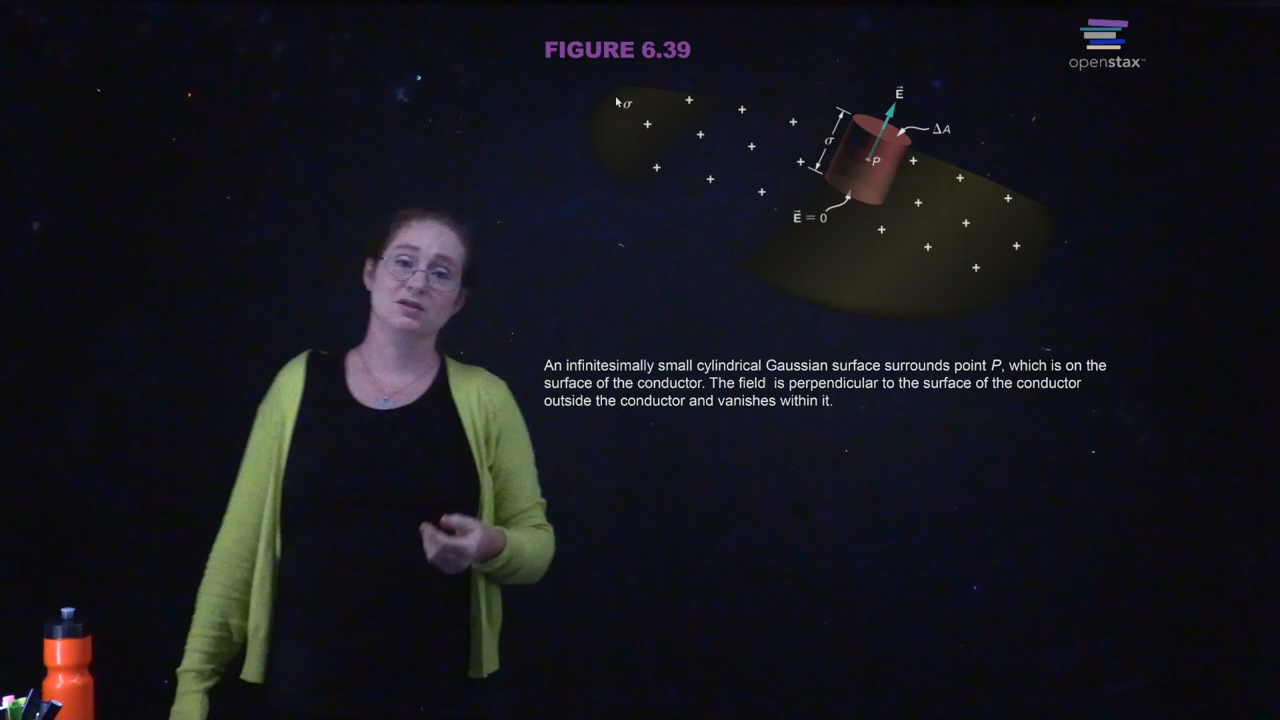 FIGURE 6.39
openstax™
σ
E⃗
ΔA
σ
P
E⃗ = 0
An infinitesimally small cylindrical Gaussian surface surrounds point P, which is on the
surface of the conductor. The field  is perpendicular to the surface of the conductor
outside the conductor and vanishes within it.